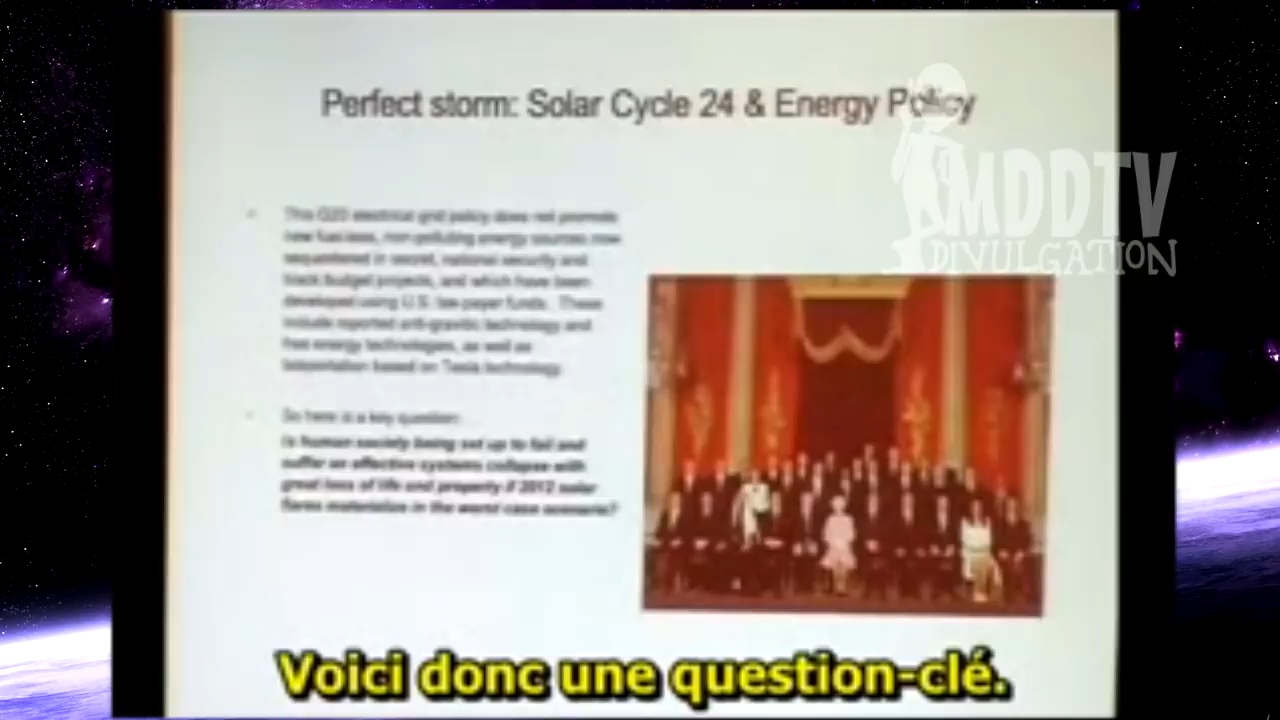 Perfect storm: Solar Cycle 24 & Energy Policy
MDDTV
DIVULGATION
This G20 electrical grid policy does not promote
new fuel-less, non-polluting energy sources now
sequestered in secret, national security and
black budget projects, and which have been
developed using U.S. tax payer funds. These
include reported anti-gravitic technology and
free energy technologies, as well as
teleportation based on Tesla technology.
So here is a key question:
Is human society being set up to fail and
suffer an effective systems collapse with
great loss of life and property if 2012 solar
flares materialize in the worst case scenario?
Voici donc une question-clé.